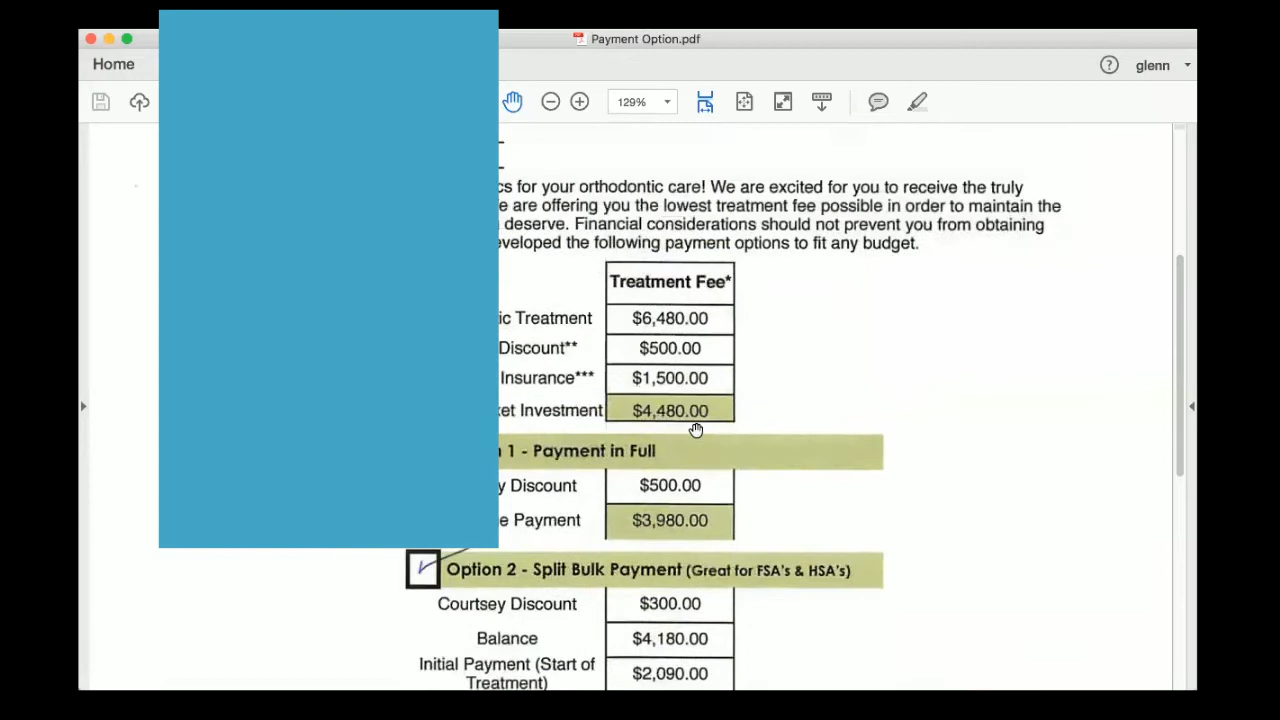 Payment Option.pdf
Home
glenn
129%
for your orthodontic care! We are excited for you to receive the truly
are offering you the lowest treatment fee possible in order to maintain the
deserve. Financial considerations should not prevent you from obtaining
the following payment options to fit any budget.
Treatment Fee*
Treatment $6,480.00
Discount** $500.00
Insurance*** $1,500.00
Investment $4,480.00
1 - Payment in Full
Discount $500.00
Payment $3,980.00
Option 2 - Split Bulk Payment (Great for FSA's & HSA's)
Courtsey Discount $300.00
Balance $4,180.00
Initial Payment (Start of
Treatment) $2,090.00